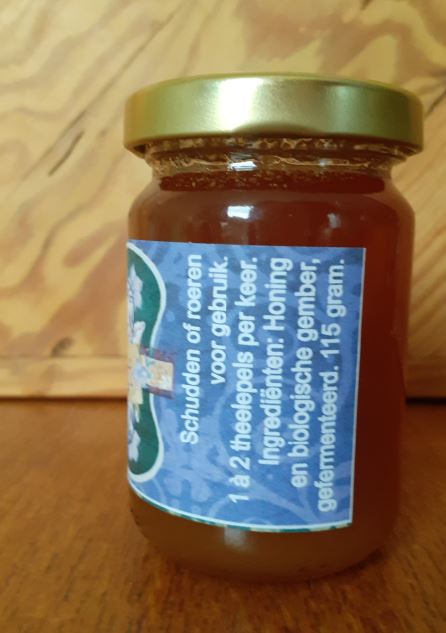 Schudden of roeren
voor gebruik.
1 à 2 theelepels per keer.
Ingrediënten: Honing
en biologische gember,
gefermenteerd. 115 gram.